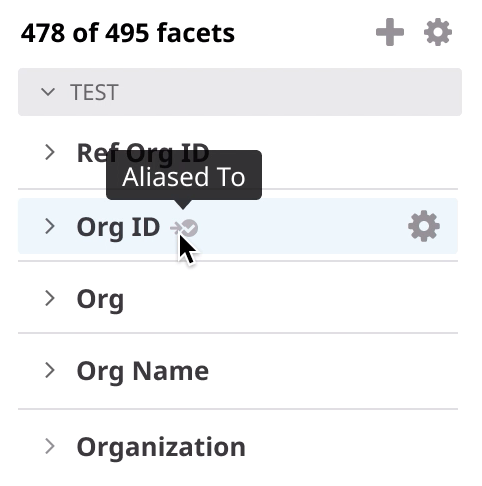 478 of 495 facets
TEST
Ref Org ID
Aliased To
Org ID
Org
Org Name
Organization